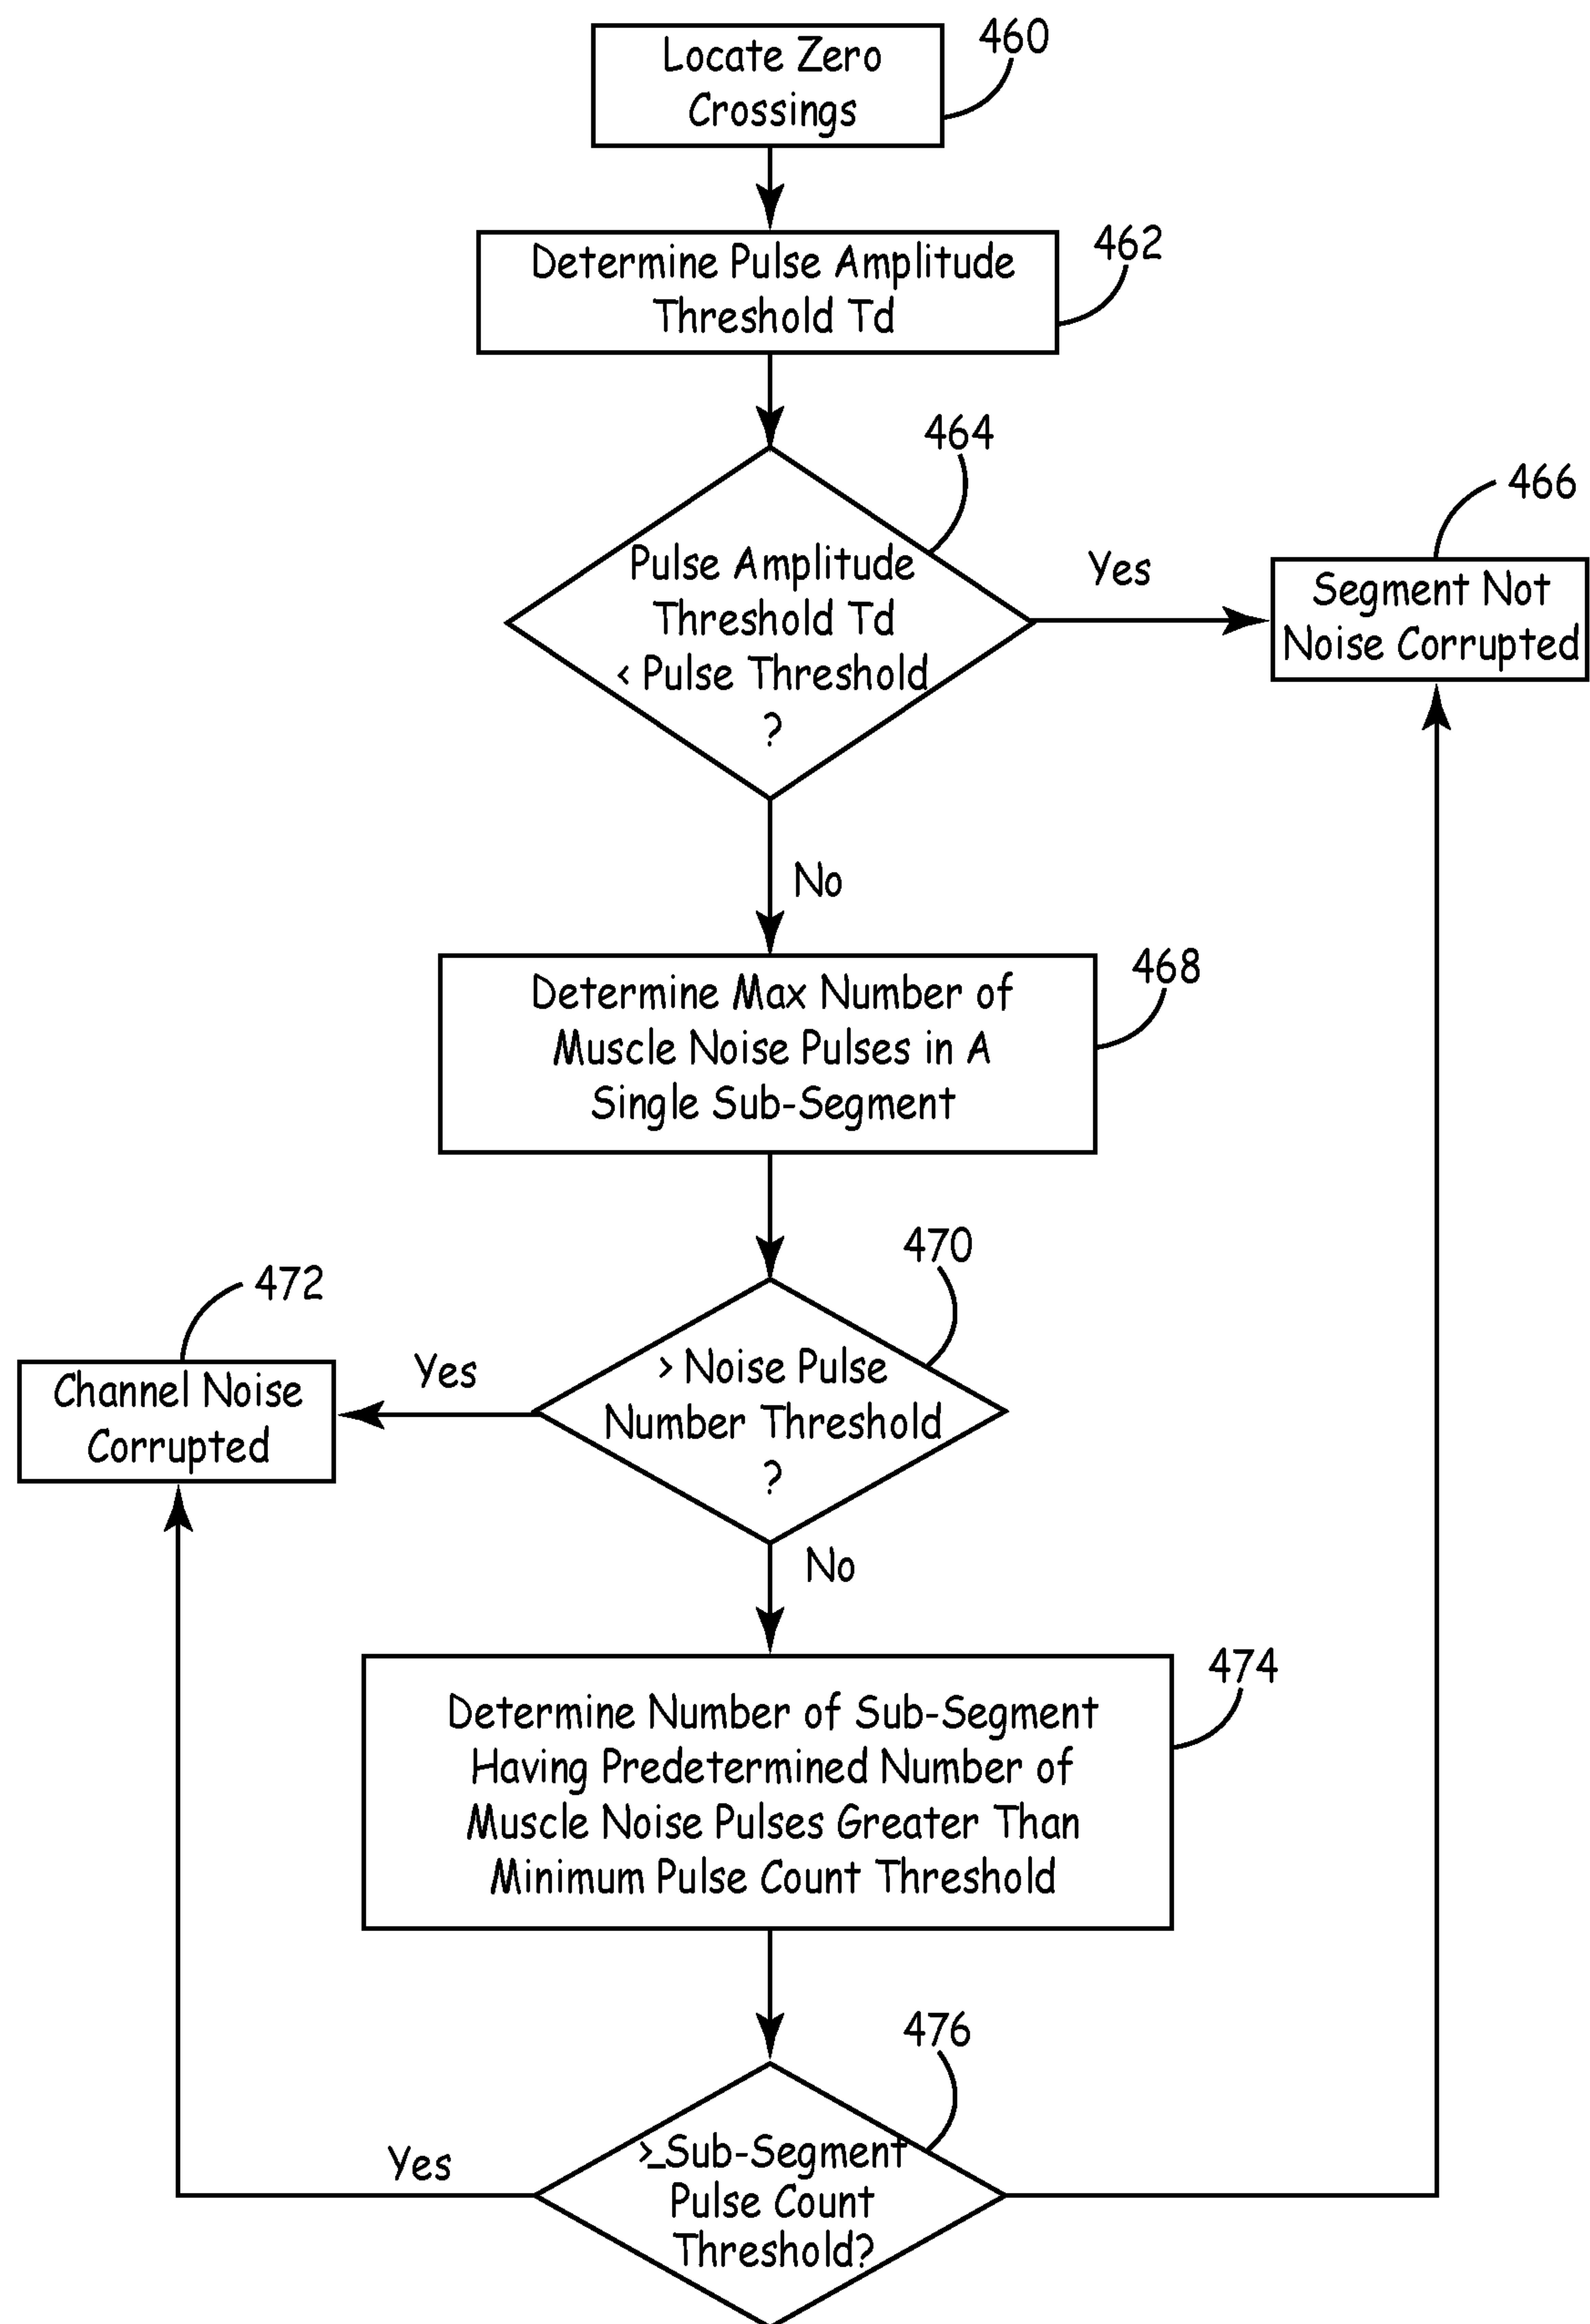 Locate Zero
Crossings
460
Determine Pulse Amplitude
Threshold Td
462
464
Pulse Amplitude
Threshold Td
< Pulse Threshold
?
Yes
466
Segment Not
Noise Corrupted
No
468
Determine Max Number of
Muscle Noise Pulses in A
Single Sub-Segment
470
> Noise Pulse
Number Threshold
?
Yes
472
Channel Noise
Corrupted
No
474
Determine Number of Sub-Segment
Having Predetermined Number of
Muscle Noise Pulses Greater Than
Minimum Pulse Count Threshold
476
≥ Sub-Segment
Pulse Count
Threshold?
Yes